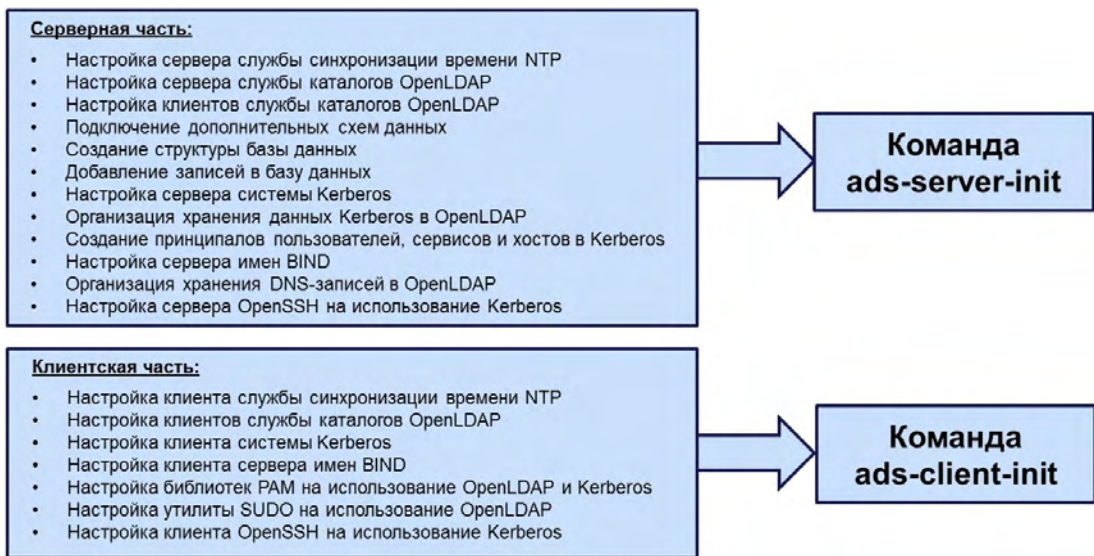 Серверная часть:
• Настройка сервера службы синхронизации времени NTP
• Настройка сервера службы каталогов OpenLDAP
• Настройка клиентов службы каталогов OpenLDAP
• Подключение дополнительных схем данных
• Создание структуры базы данных
• Добавление записей в базу данных
• Настройка сервера системы Kerberos
• Организация хранения данных Kerberos в OpenLDAP
• Создание принципалов пользователей, сервисов и хостов в Kerberos
• Настройка сервера имен BIND
• Организация хранения DNS-записей в OpenLDAP
• Настройка сервера OpenSSH на использование Kerberos
Команда
ads-server-init
Клиентская часть:
• Настройка клиента службы синхронизации времени NTP
• Настройка клиентов службы каталогов OpenLDAP
• Настройка клиента системы Kerberos
• Настройка клиента сервера имен BIND
• Настройка библиотек PAM на использование OpenLDAP и Kerberos
• Настройка утилиты SUDO на использование OpenLDAP
• Настройка клиента OpenSSH на использование Kerberos
Команда
ads-client-init